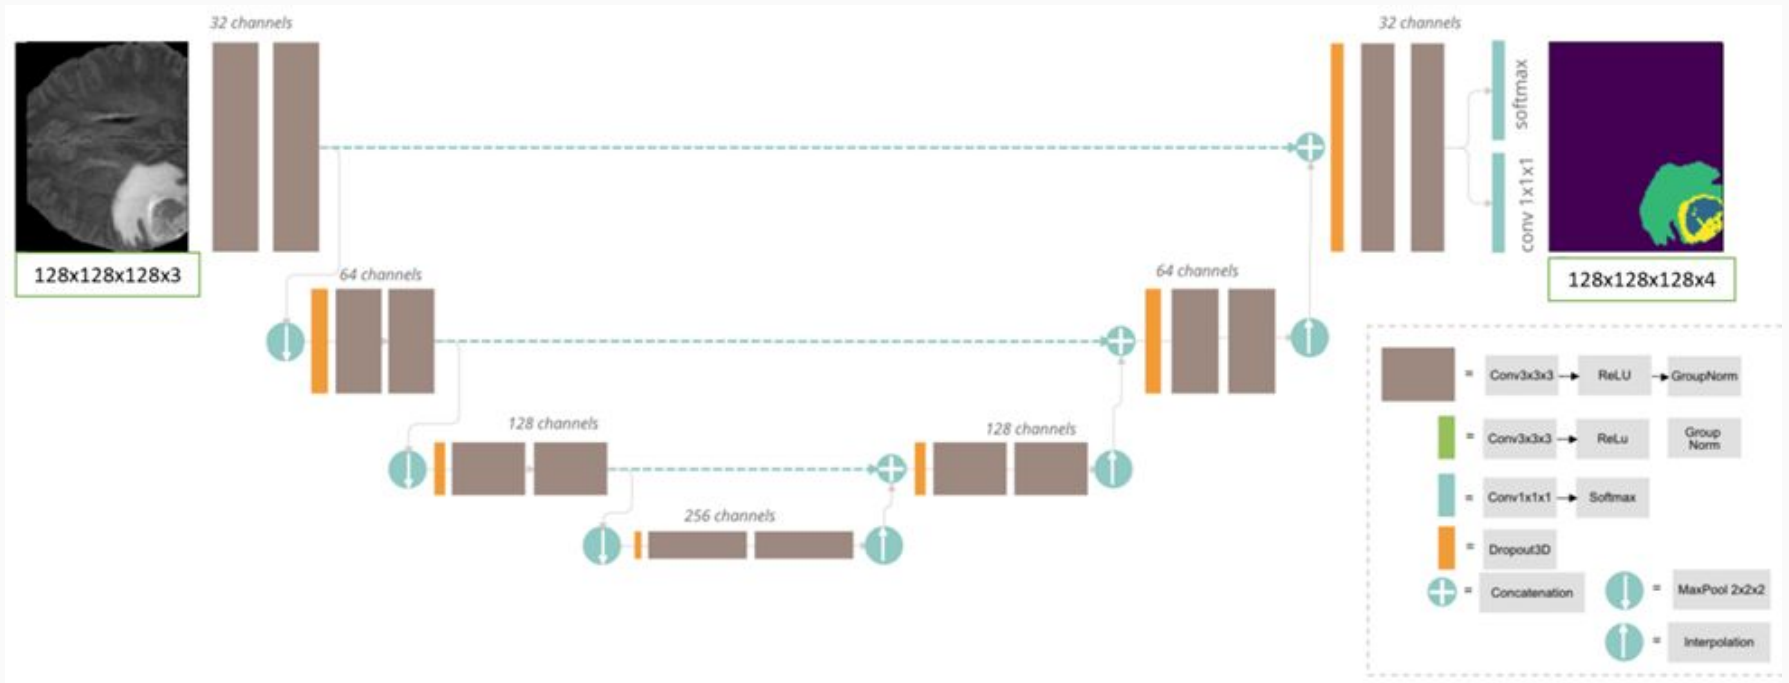 32 channels
32 channels
softmax
conv 1x1x1
128x128x128x3
128x128x128x4
64 channels
64 channels
128 channels
128 channels
256 channels
= Conv3x3x3 ReLU GroupNorm
= Conv3x3x3 ReLu Group
Norm
= Conv1x1x1 Softmax
= Dropout3D
= Concatenation = MaxPool 2x2x2
= Interpolation